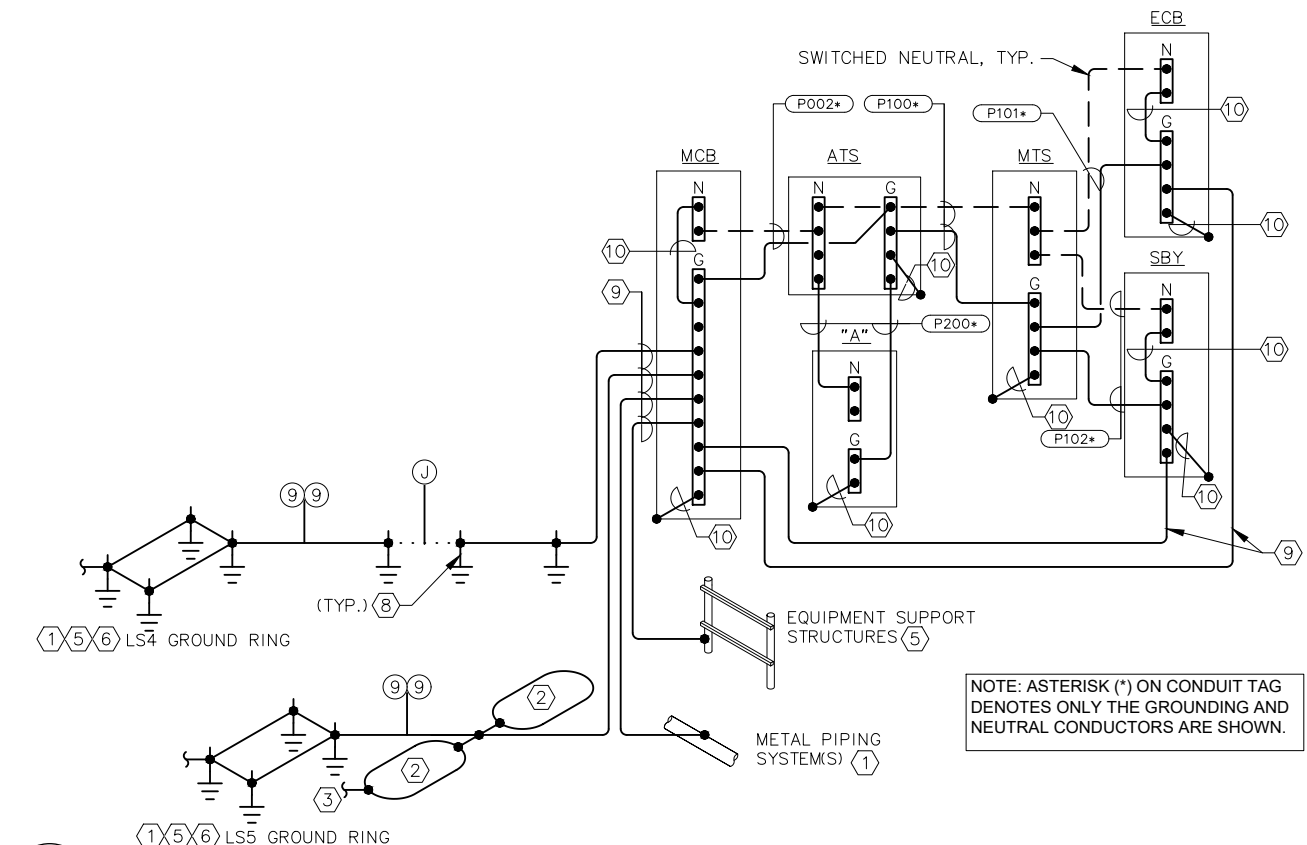 ECB
SWITCHED NEUTRAL, TYP.
N
P002*
P100*
P101*
10
G
MCB
ATS
MTS
N
N
G
N
10
10
SBY
G
10
N
9
G
P200*
"A"
10
N
G
10
P102*
G
10
10
10
9
J
9 9
(TYP.) 8
1 5 6 LS4 GROUND RING
EQUIPMENT SUPPORT
STRUCTURES 5
9 9
2
2
3
METAL PIPING
SYSTEM(S) 1
NOTE: ASTERISK (*) ON CONDUIT TAG
DENOTES ONLY THE GROUNDING AND
NEUTRAL CONDUCTORS ARE SHOWN.
1 5 6 LS5 GROUND RING